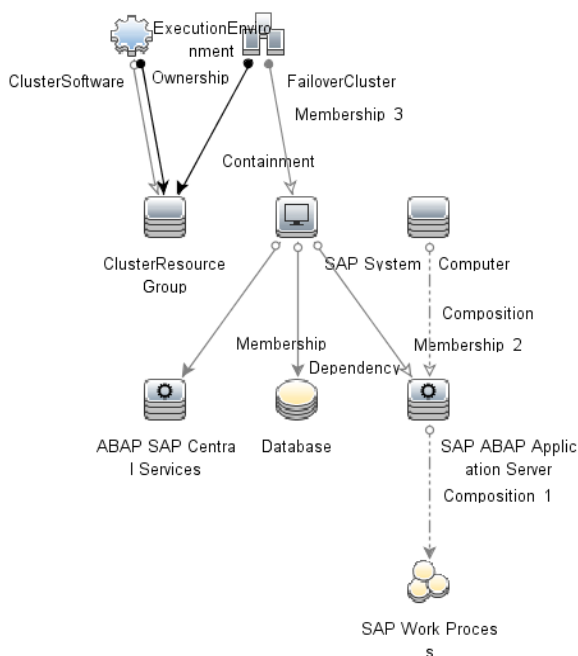 ExecutionEnviro
nment
ClusterSoftware
Ownership
FailoverCluster
Membership 3
Containment
ClusterResource
Group
SAP System
Computer
Composition
Membership
Membership 2
Dependency
ABAP SAP Centra
l Services
Database
SAP ABAP Applic
ation Server
Composition 1
SAP Work Proces
s